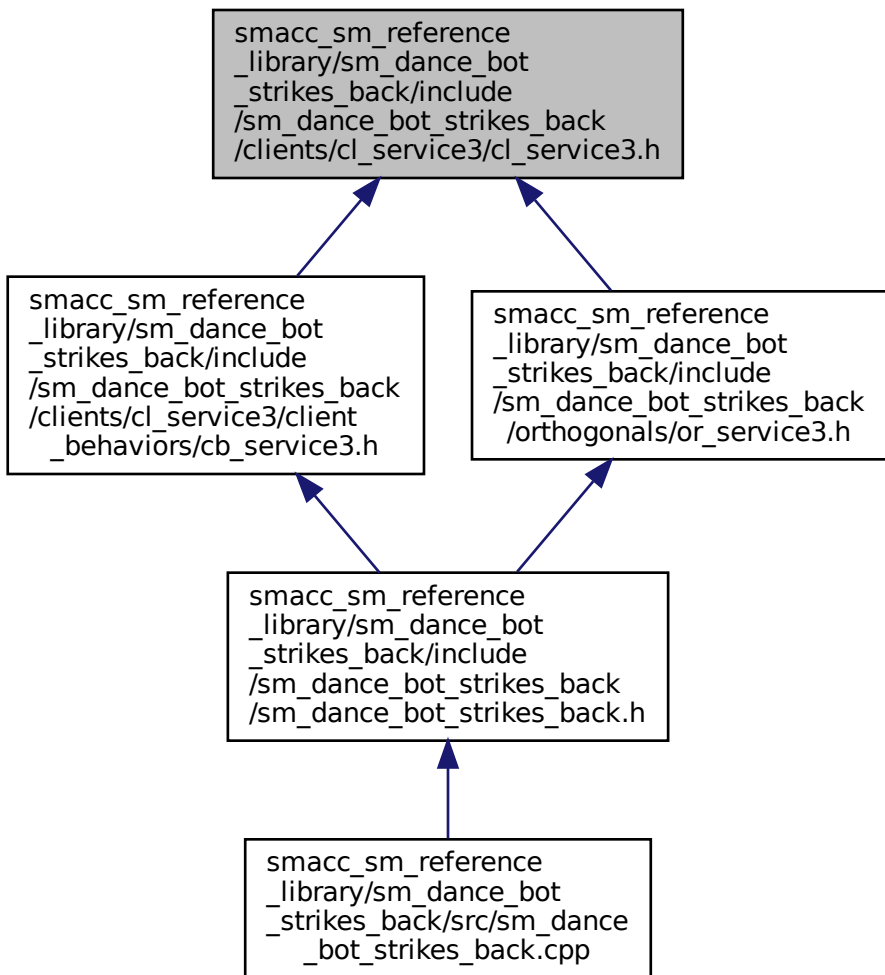 smacc_sm_reference
_library/sm_dance_bot
_strikes_back/include
/sm_dance_bot_strikes_back
/clients/cl_service3/cl_service3.h
smacc_sm_reference
_library/sm_dance_bot
_strikes_back/include
/sm_dance_bot_strikes_back
/clients/cl_service3/client
_behaviors/cb_service3.h
smacc_sm_reference
_library/sm_dance_bot
_strikes_back/include
/sm_dance_bot_strikes_back
/orthogonals/or_service3.h
smacc_sm_reference
_library/sm_dance_bot
_strikes_back/include
/sm_dance_bot_strikes_back
/sm_dance_bot_strikes_back.h
smacc_sm_reference
_library/sm_dance_bot
_strikes_back/src/sm_dance
_bot_strikes_back.cpp